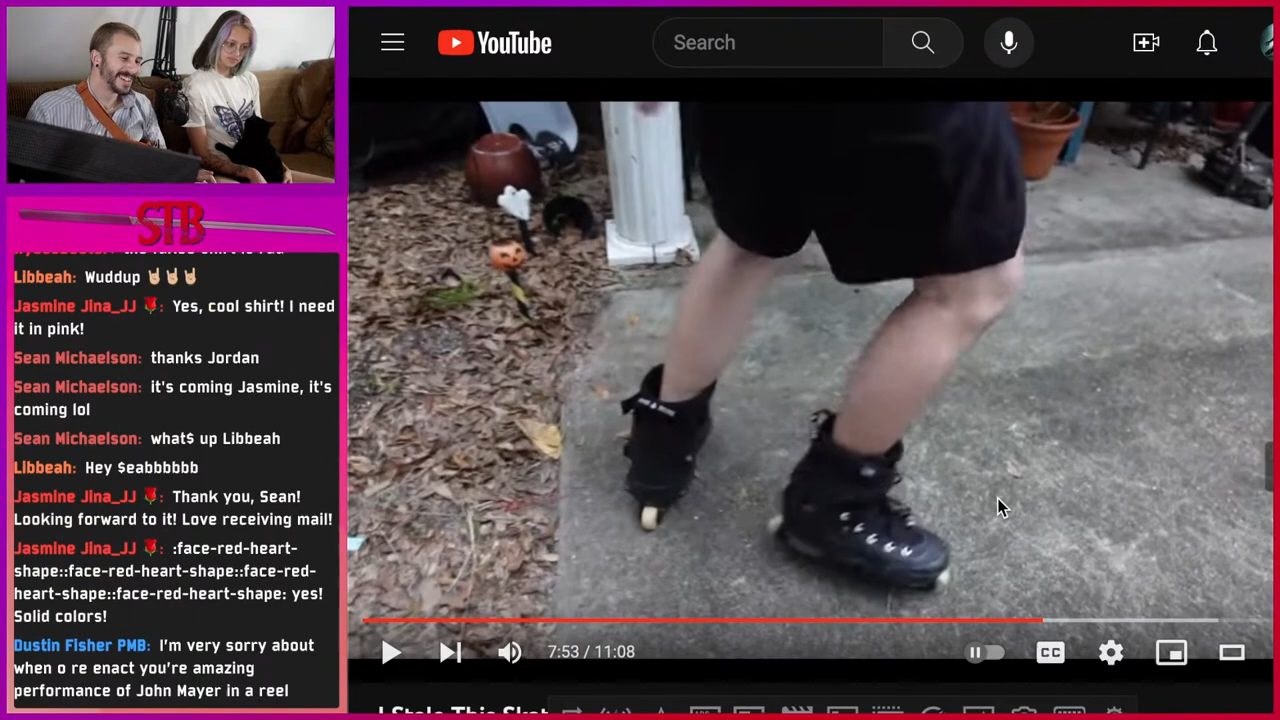 YouTube
Search
STB
Libbeah: Wuddup 🤘🏼🤘🏼🤘🏼
Jasmine Jina_JJ 🌹: Yes, cool shirt! I need
it in pink!
Sean Michaelson: thanks Jordan
Sean Michaelson: it's coming Jasmine, it's
coming lol
Sean Michaelson: what$ up Libbeah
Libbeah: Hey $eabbbbbb
Jasmine Jina_JJ 🌹: Thank you, Sean!
Looking forward to it! Love receiving mail!
Jasmine Jina_JJ 🌹: :face-red-heart-
shape::face-red-heart-shape::face-red-
heart-shape::face-red-heart-shape: yes!
Solid colors!
Dustin Fisher PMB: I'm very sorry about
when o re enact you're amazing
performance of John Mayer in a reel
7:53 / 11:08
CC
I Stole This Skat